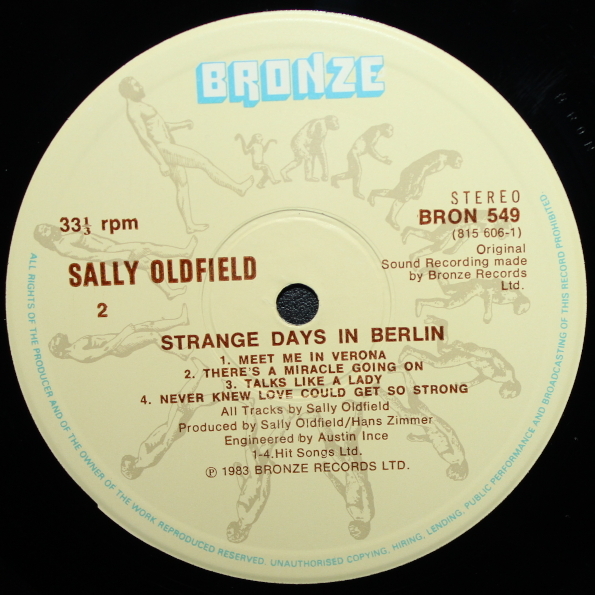 BRONZE
33⅓ rpm
STEREO
BRON 549
(815 606-1)
Original
Sound Recording made
by Bronze Records
Ltd.
SALLY OLDFIELD
2
STRANGE DAYS IN BERLIN
1. MEET ME IN VERONA
2. THERE'S A MIRACLE GOING ON
3. TALKS LIKE A LADY
4. NEVER KNEW LOVE COULD GET SO STRONG
All Tracks by Sally Oldfield
Produced by Sally Oldfield/Hans Zimmer
Engineered by Austin Ince
1-4.Hit Songs Ltd.
℗ 1983 BRONZE RECORDS LTD.
ALL RIGHTS OF THE PRODUCER AND OF THE OWNER OF THE WORK REPRODUCED RESERVED. UNAUTHORISED COPYING, HIRING, LENDING, PUBLIC PERFORMANCE AND BROADCASTING OF THIS RECORD PROHIBITED